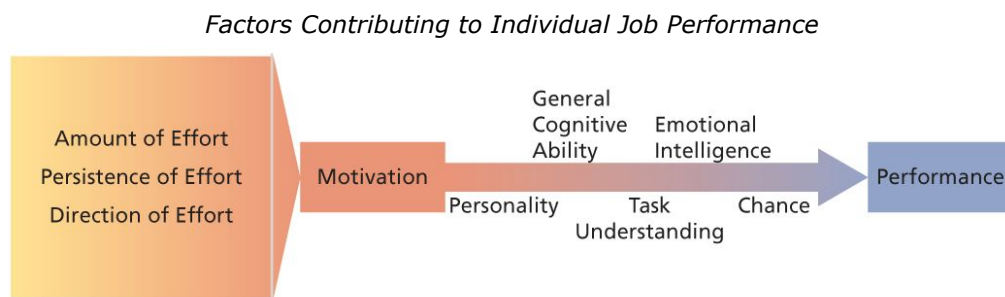 Factors Contributing to Individual Job Performance
Amount of Effort
Persistence of Effort
Direction of Effort
Motivation
General
Cognitive
Ability
Emotional
Intelligence
Personality
Task
Understanding
Chance
Performance